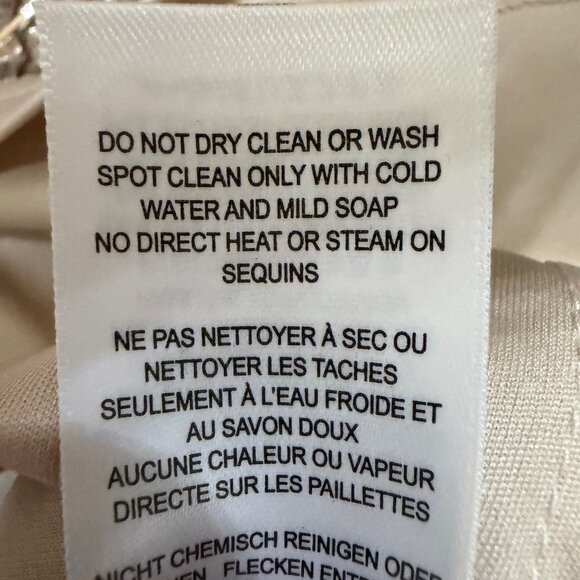 DO NOT DRY CLEAN OR WASH
SPOT CLEAN ONLY WITH COLD
WATER AND MILD SOAP
NO DIRECT HEAT OR STEAM ON
SEQUINS
NE PAS NETTOYER À SEC OU
NETTOYER LES TACHES
SEULEMENT À L'EAU FROIDE ET
AU SAVON DOUX
AUCUNE CHALEUR OU VAPEUR
DIRECTE SUR LES PAILLETTES
NICHT CHEMISCH REINIGEN ODER
FLECKEN